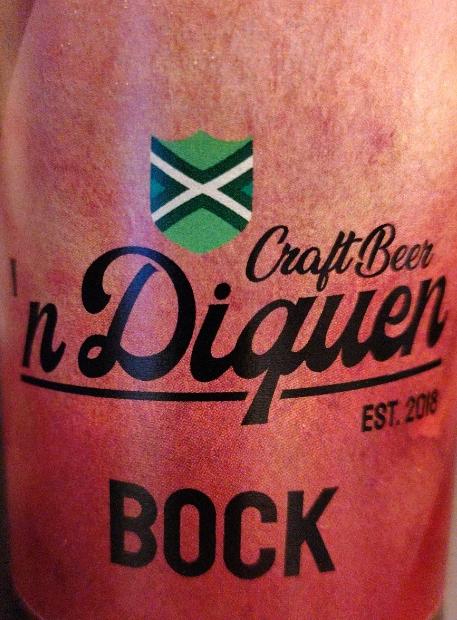 Craft Beer
'n Diquen
EST. 2018
BOCK